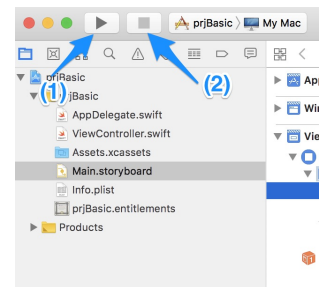 prjBasic › My Mac
prjBasic
App
(1)
(2)
jBasic
Win
AppDelegate.swift
ViewController.swift
Vie
Assets.xcassets
Main.storyboard
Info.plist
prjBasic.entitlements
Products